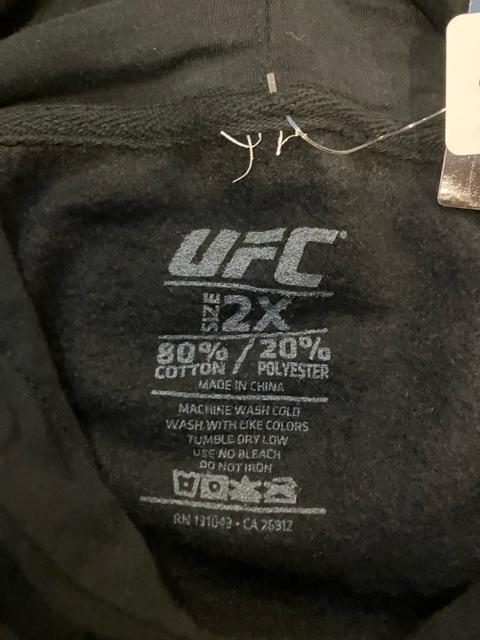 UFC®
SIZE 2X
80% / 20%
COTTON POLYESTER
MADE IN CHINA
MACHINE WASH COLD
WASH WITH LIKE COLORS
TUMBLE DRY LOW
USE NO BLEACH
DO NOT IRON
RN 131043 • CA 26912